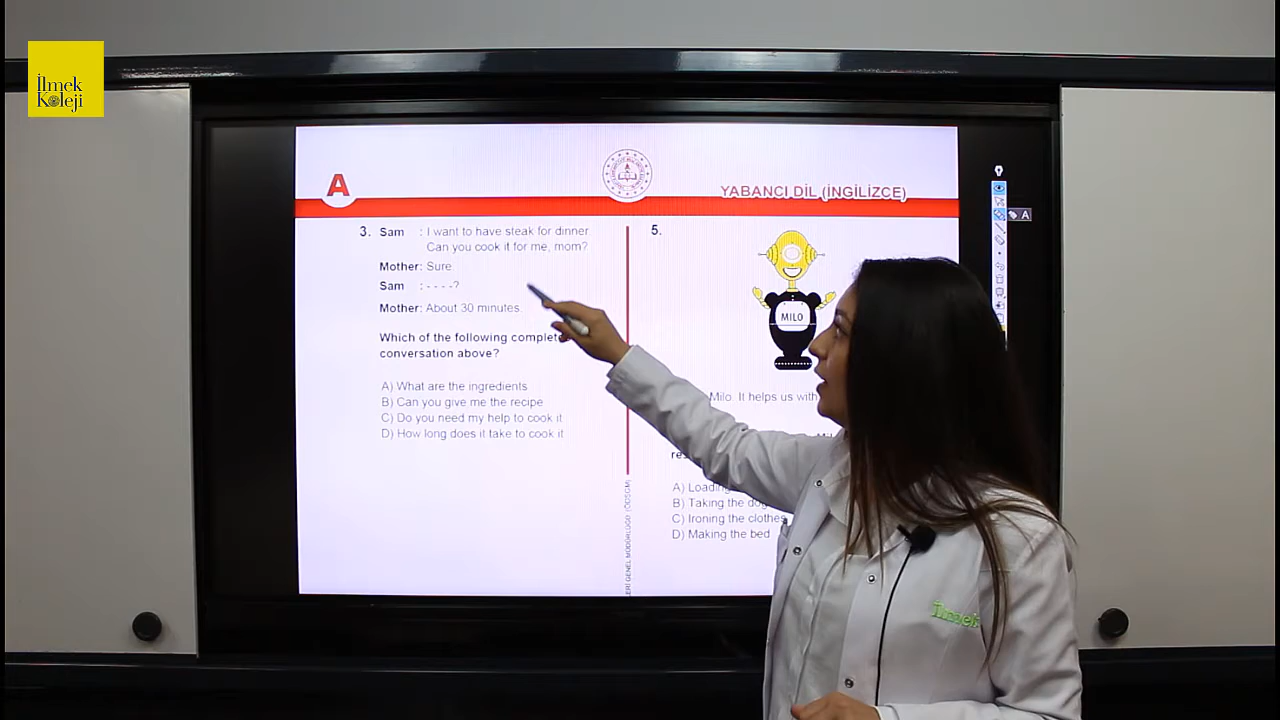 İlmek
Koleji
A
YABANCI DİL (İNGİLİZCE)
3. Sam : I want to have steak for dinner
Can you cook it for me, mom?
Mother: Sure.
Sam : - - - -?
Mother: About 30 minutes.
Which of the following
conversation above?
A) What are the ingredients
B) Can you give me the recipe
C) Do you need my help to cook it
D) How long does it take to cook it
5.
MILO
Milo. It helps us with
A) Loading
B) Taking the
C) Ironing the clothes
D) Making the bed
GENEL MÜDÜRLÜĞÜ (ÖDSGM)
A
İlmek